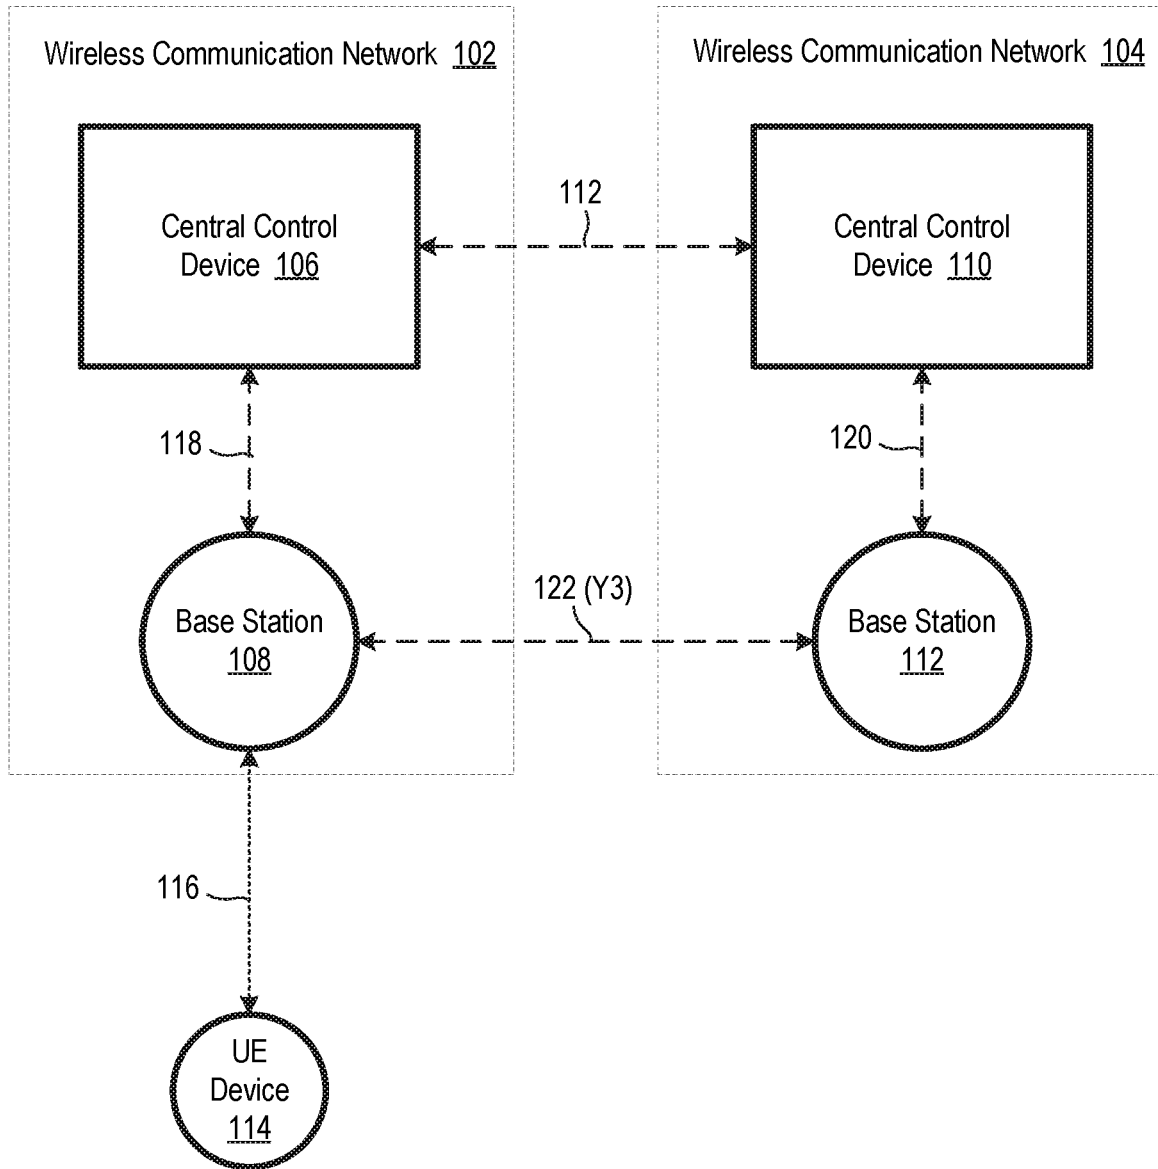 Wireless Communication Network 102
Wireless Communication Network 104
112
Central Control
Device 106
Central Control
Device 110
118
120
122 (Y3)
Base Station
108
Base Station
112
116
UE
Device
114